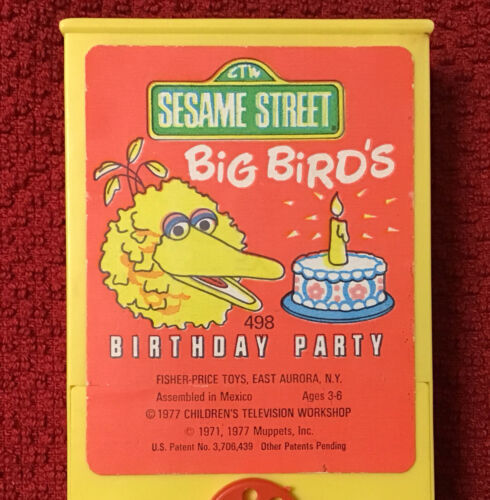 CTW
SESAME STREET
BiG BiRD'S
498
BIRTHDAY PARTY
FISHER-PRICE TOYS, EAST AURORA, N.Y.
Assembled in Mexico Ages 3-6
© 1977 CHILDREN'S TELEVISION WORKSHOP
© 1971, 1977 Muppets, Inc.
U.S. Patent No. 3,706,439 Other Patents Pending